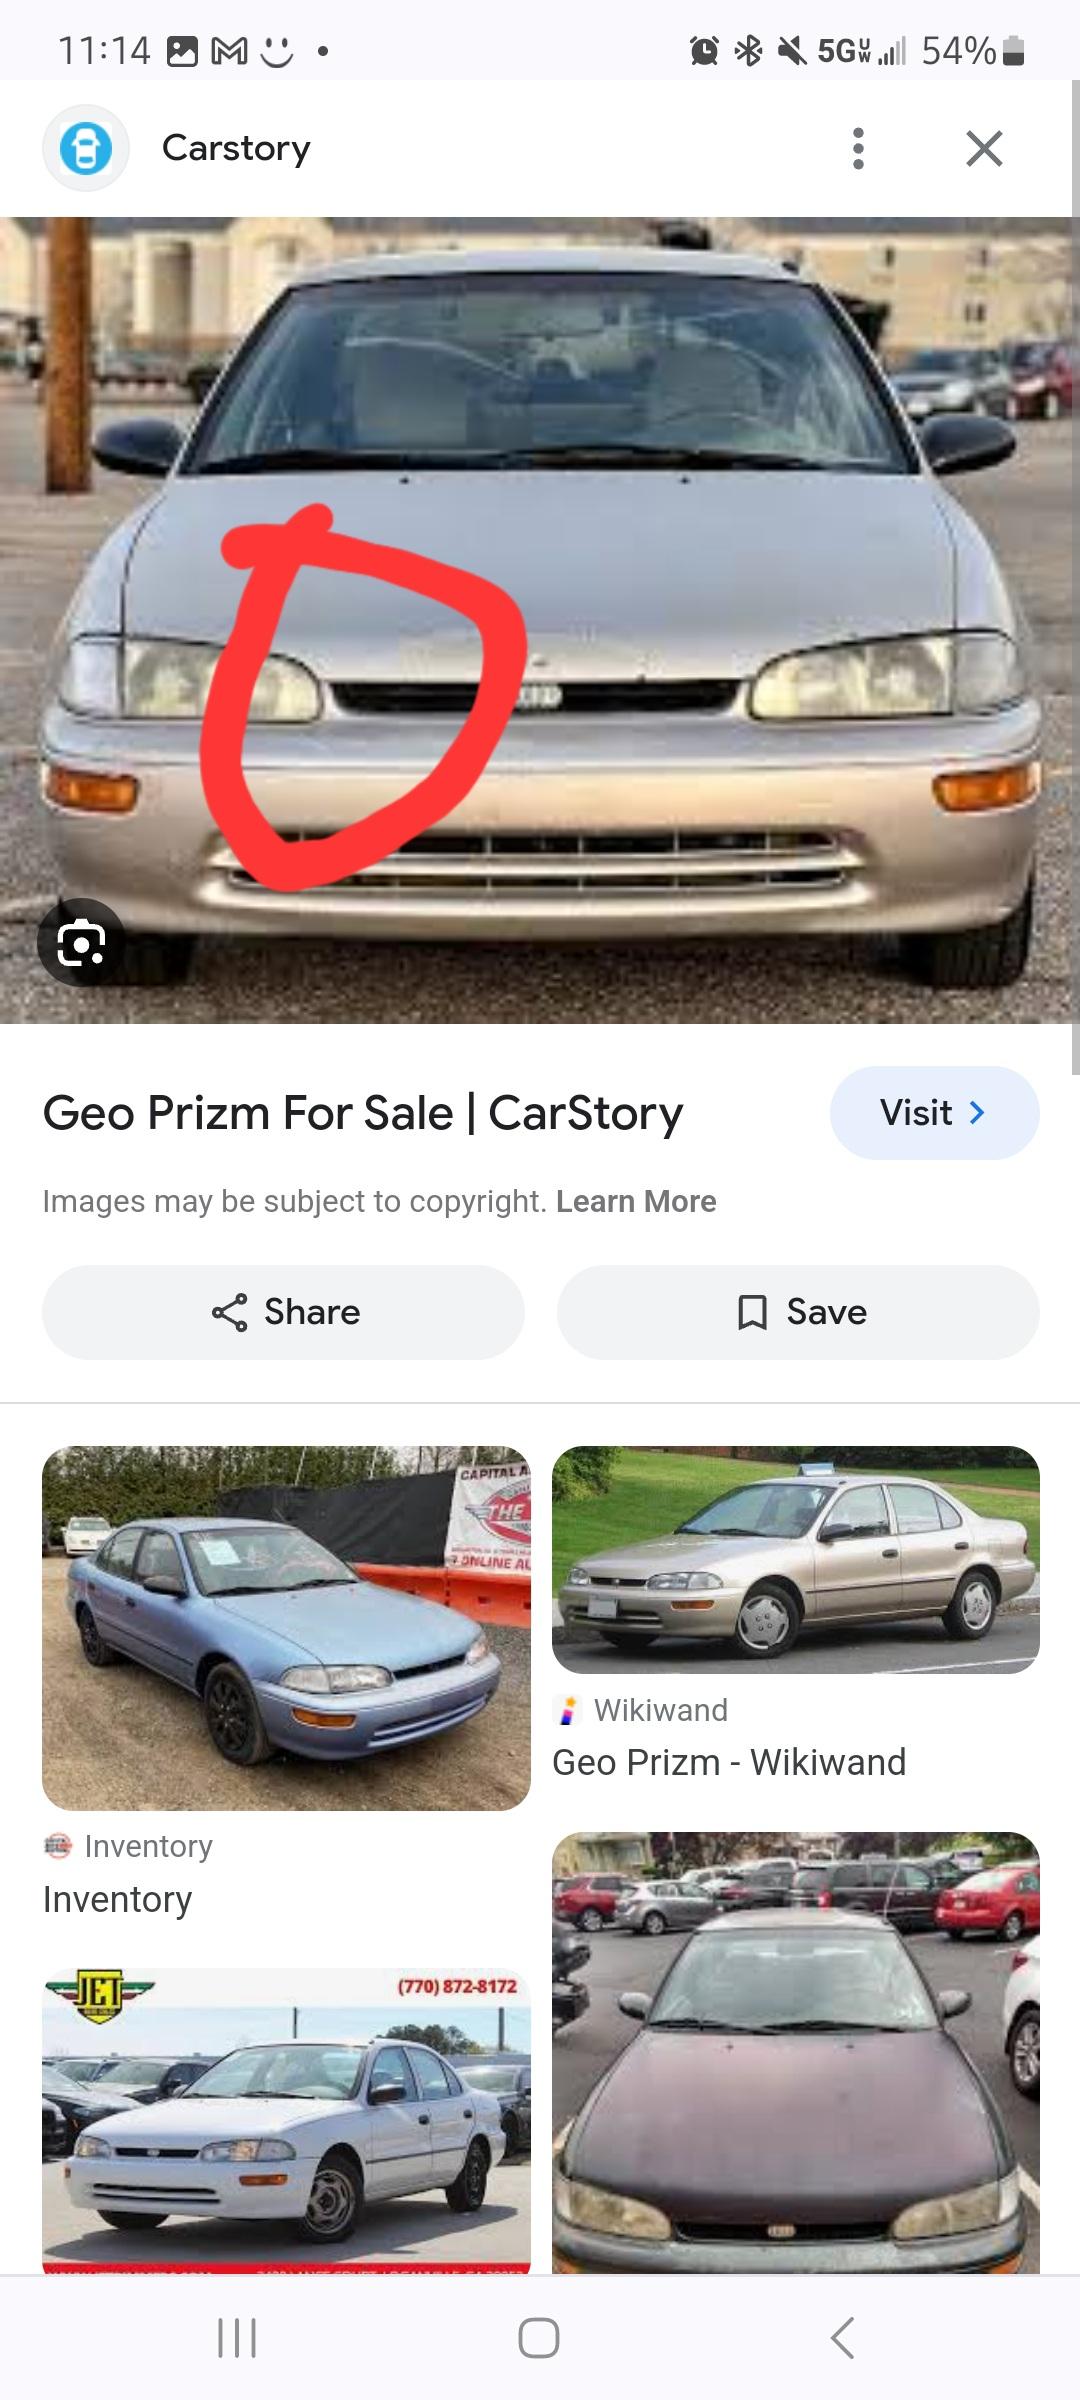 11:14
5G UW 54%
Carstory
Geo Prizm For Sale | CarStory
Visit
Images may be subject to copyright. Learn More
Share
Save
CAPITAL A
THE
ONLINE AU
Inventory
Inventory
Wikiwand
Geo Prizm - Wikiwand
JET
(770) 872-8172